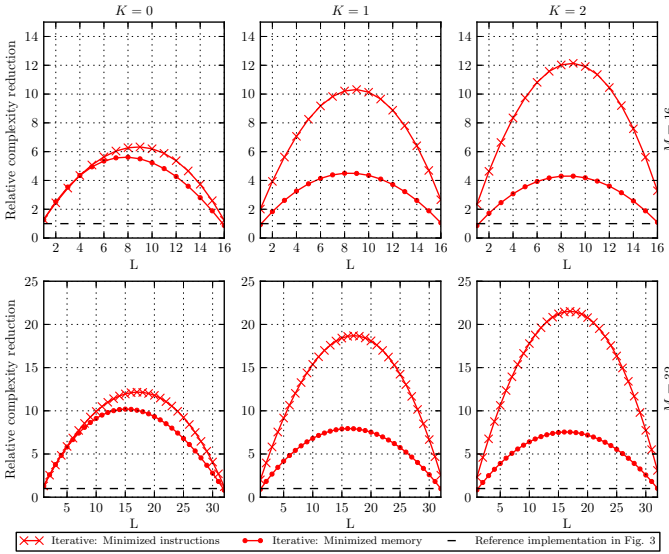 K = 0
K = 1
K = 2
Relative complexity reduction
14
12
10
8
6
4
2
0
2 4 6 8 10 12 14 16
L
14
12
10
8
6
4
2
0
2 4 6 8 10 12 14 16
L
14
12
10
8
6
4
2
0
2 4 6 8 10 12 14 16
L
M = 16
Relative complexity reduction
25
20
15
10
5
0
5 10 15 20 25 30
L
25
20
15
10
5
0
5 10 15 20 25 30
L
25
20
15
10
5
0
5 10 15 20 25 30
L
M = 32
Iterative: Minimized instructions
Iterative: Minimized memory
Reference implementation in Fig. 3